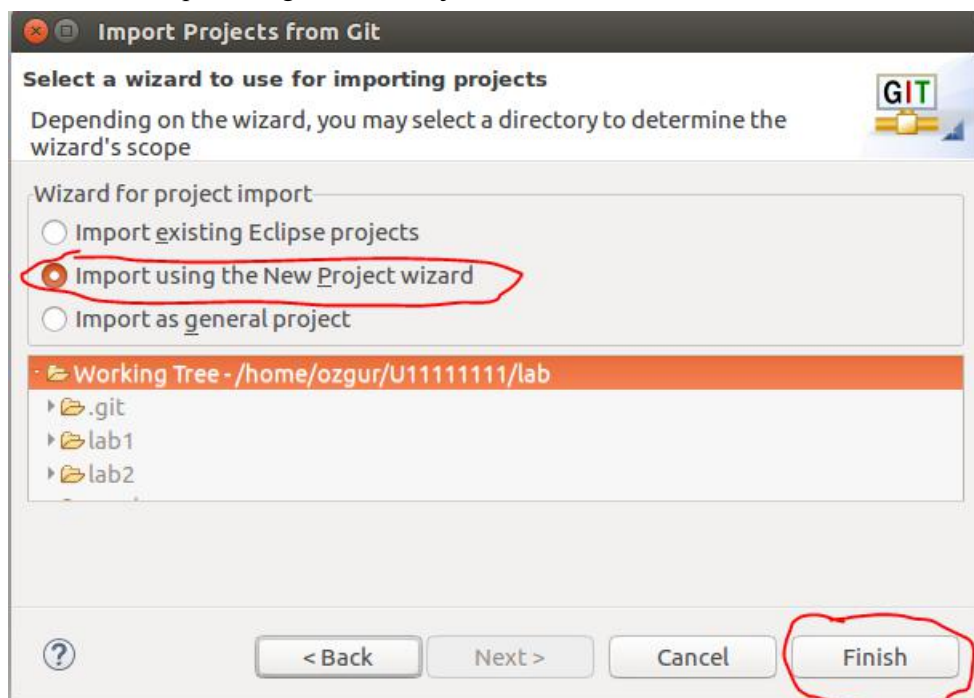 Import Projects from Git
Select a wizard to use for importing projects
GIT
Depending on the wizard, you may select a directory to determine the
wizard's scope
Wizard for project import
Import existing Eclipse projects
Import using the New Project wizard
Import as general project
Working Tree - /home/ozgur/U11111111/lab
.git
lab1
lab2
?
< Back
Next >
Cancel
Finish